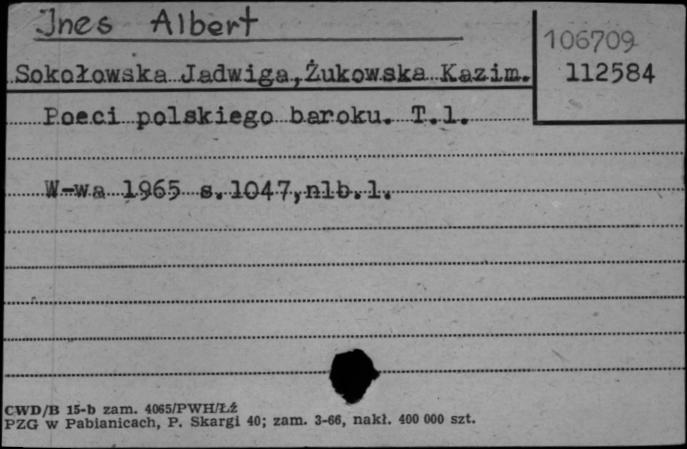 Ines Albert
106709
Sokołowska Jadwiga, Żukowska Kazim.
112584
Poeci polskiego baroku. T.1.
W-wa 1965 s. 1047, nlb. 1.
CWD/B 15-b zam. 4065/PWH/Łź
PZG w Pabianicach, P. Skargi 40; zam. 3-66, nakł. 400 000 szt.